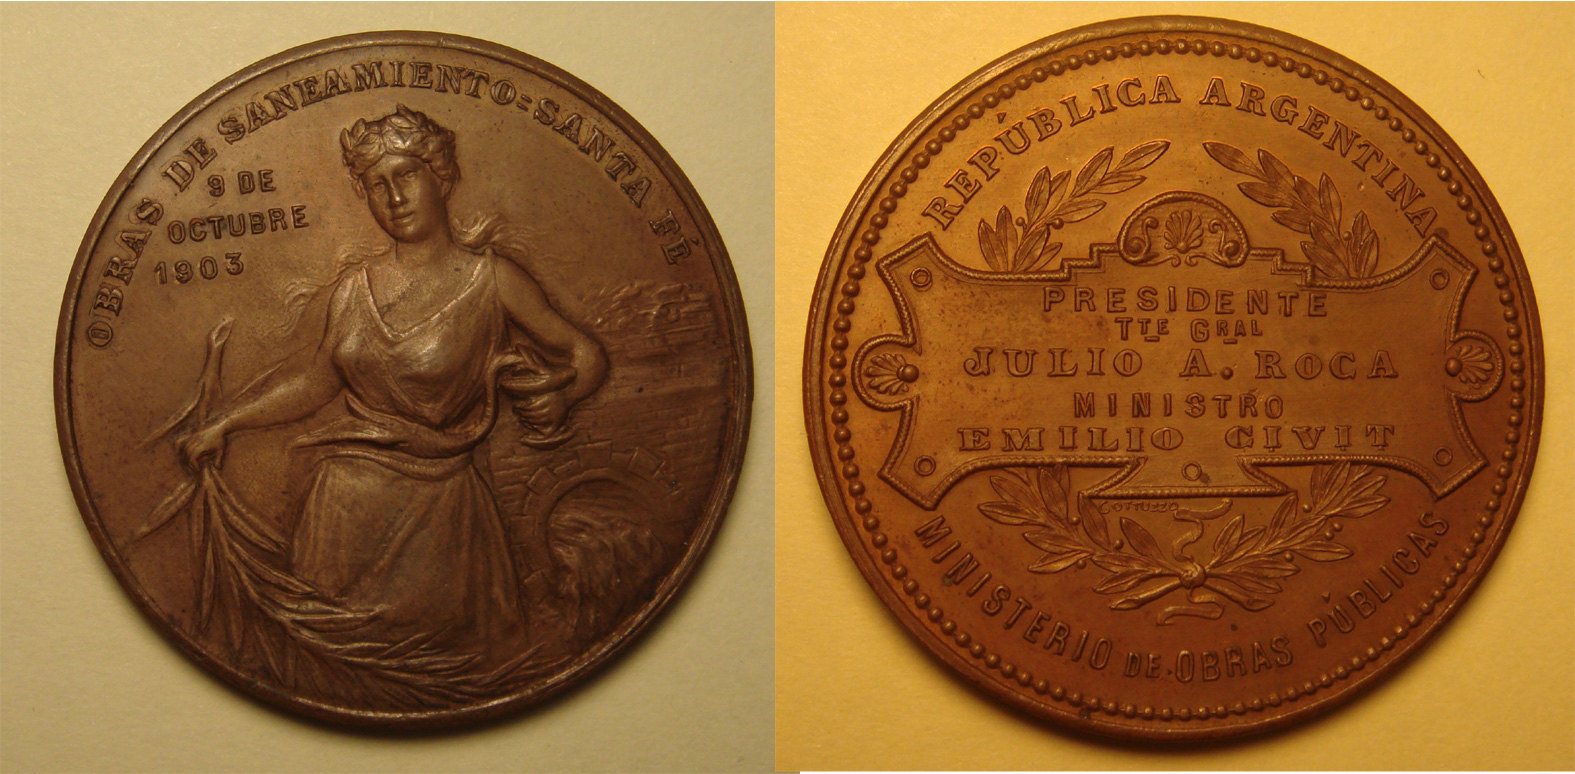 OBRAS DE SANEAMIENTO=SANTA FÉ
9 DE
OCTUBRE
1903
REPÚBLICA ARGENTINA
PRESIDENTE
TTE GRAL
JULIO A. ROCA
MINISTRO
EMILIO CIVIT
GOTTUZZO
MINISTERIO DE OBRAS PÚBLICAS